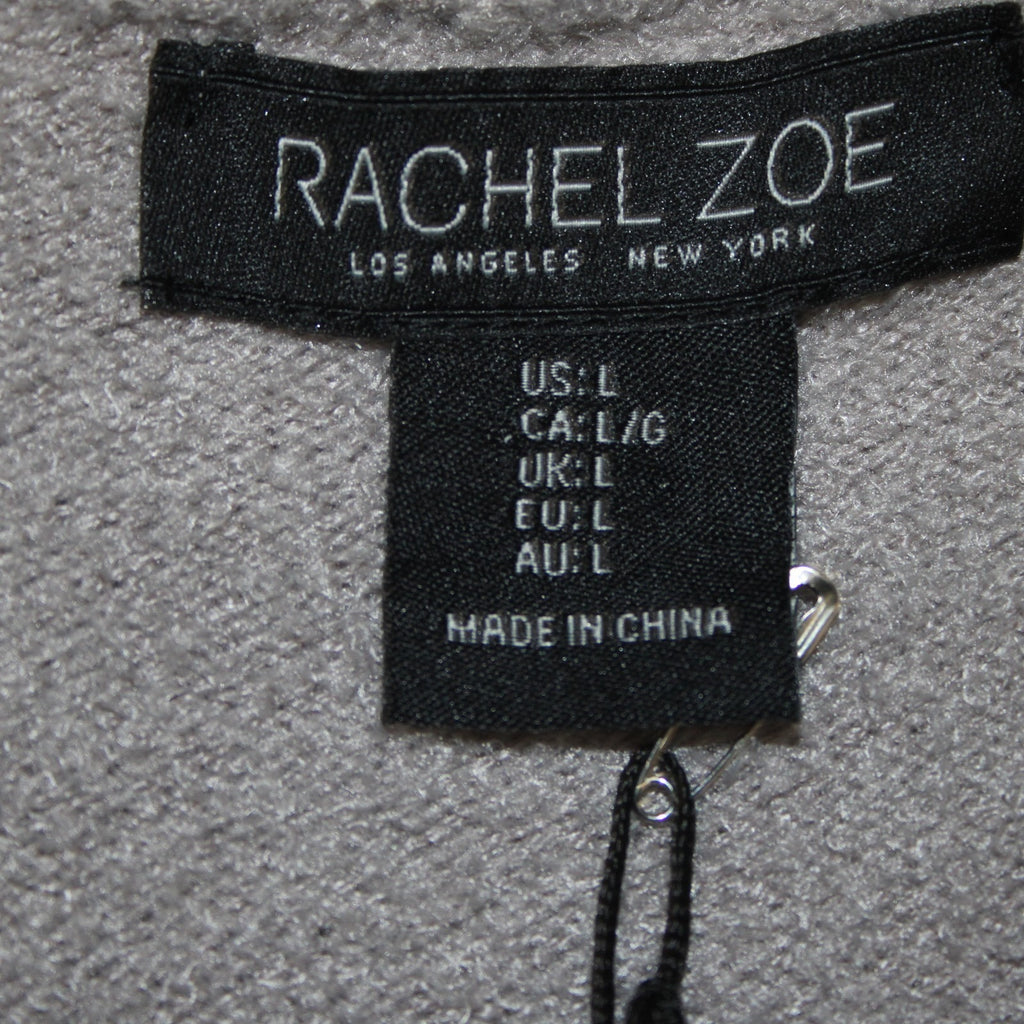 RACHEL ZOE
LOS ANGELES NEW YORK
US: L
CA: L/G
UK: L
EU: L
AU: L
MADE IN CHINA